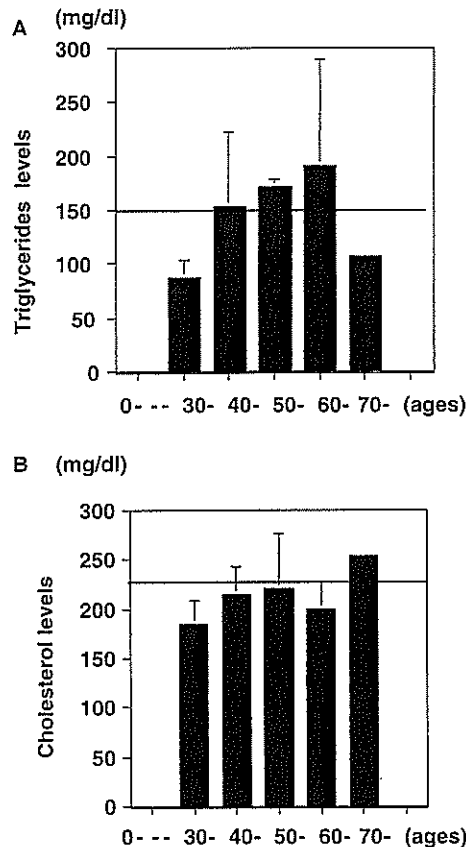 A (mg/dl)
300
250
200
150
100
50
0
Triglycerides levels
0- -- 30- 40- 50- 60- 70- (ages)
B (mg/dl)
300
250
200
150
100
50
0
Cholesterol levels
0- -- 30- 40- 50- 60- 70- (ages)